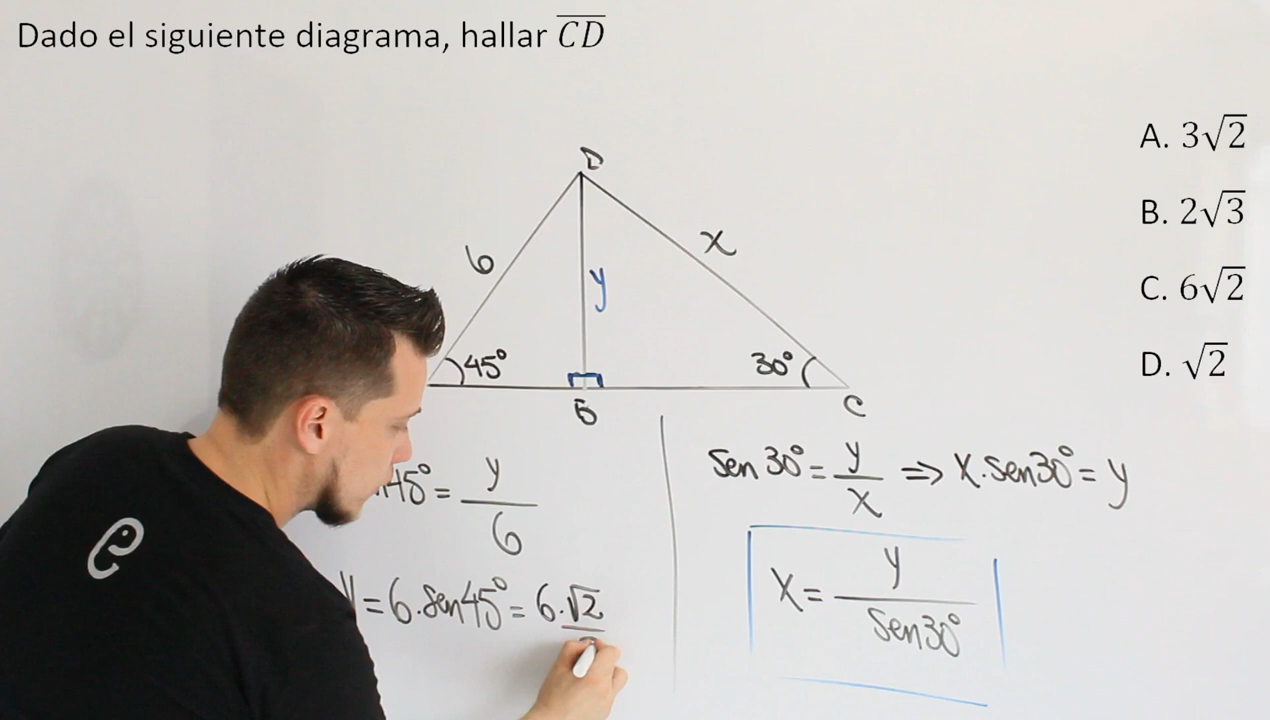 Dado el siguiente diagrama, hallar CD
A. 3√2
B. 2√3
C. 6√2
D. √2
D
6
x
y
45°
30°
B
C
45° = y/6
y = 6.sen45° = 6.√2
sen 30° = y/x ⇒ x.sen30° = y
x = y/sen30°